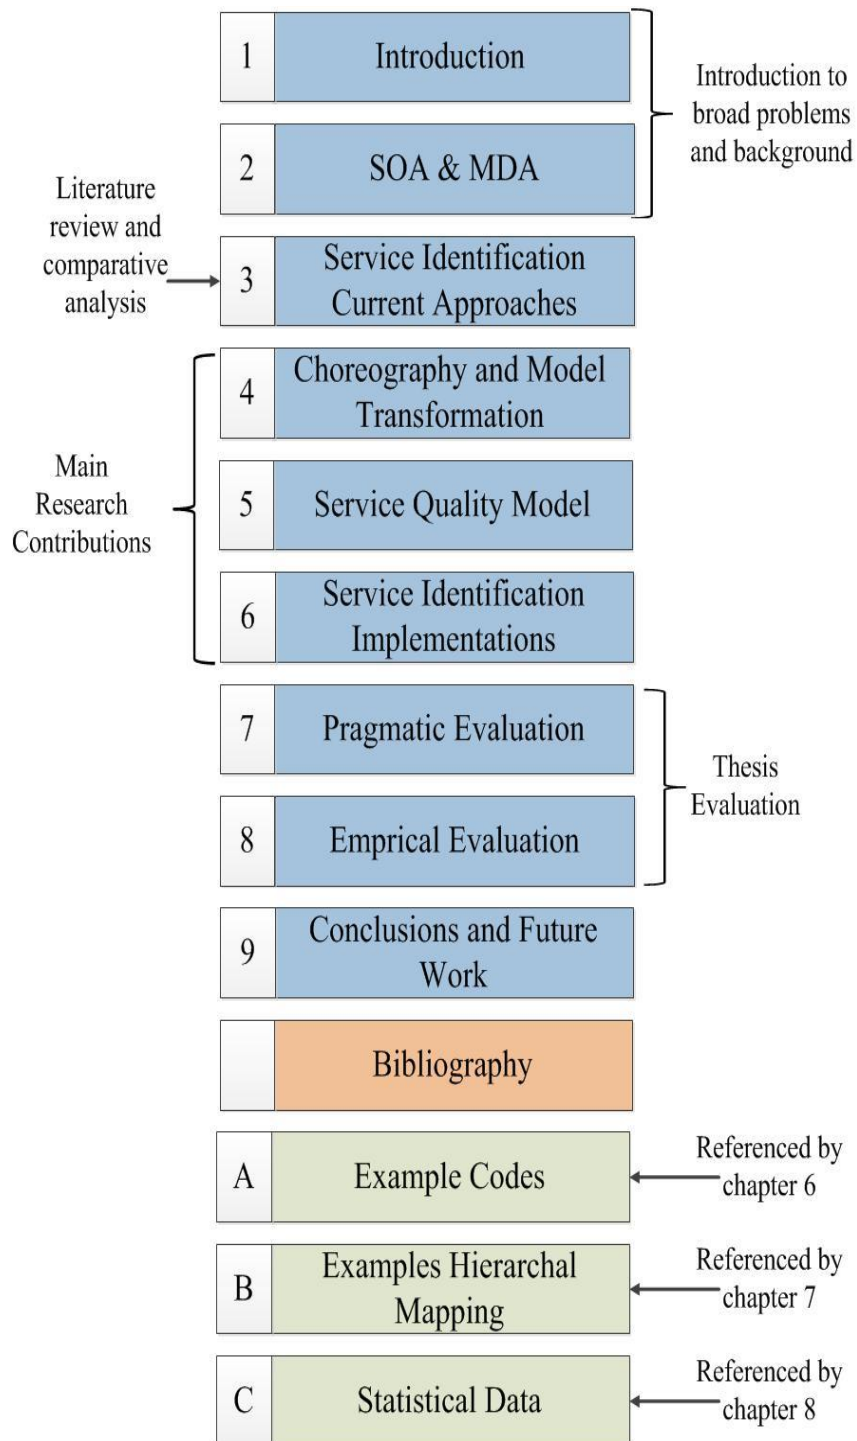 1
Introduction
Introduction to
broad problems
and background
2
SOA & MDA
Literature
review and
comparative
analysis
3
Service Identification
Current Approaches
4
Choreography and Model
Transformation
Main
Research
Contributions
5
Service Quality Model
6
Service Identification
Implementations
7
Pragmatic Evaluation
Thesis
Evaluation
8
Emprical Evaluation
9
Conclusions and Future
Work
Bibliography
A
Example Codes
Referenced by
chapter 6
B
Examples Hierarchal
Mapping
Referenced by
chapter 7
C
Statistical Data
Referenced by
chapter 8